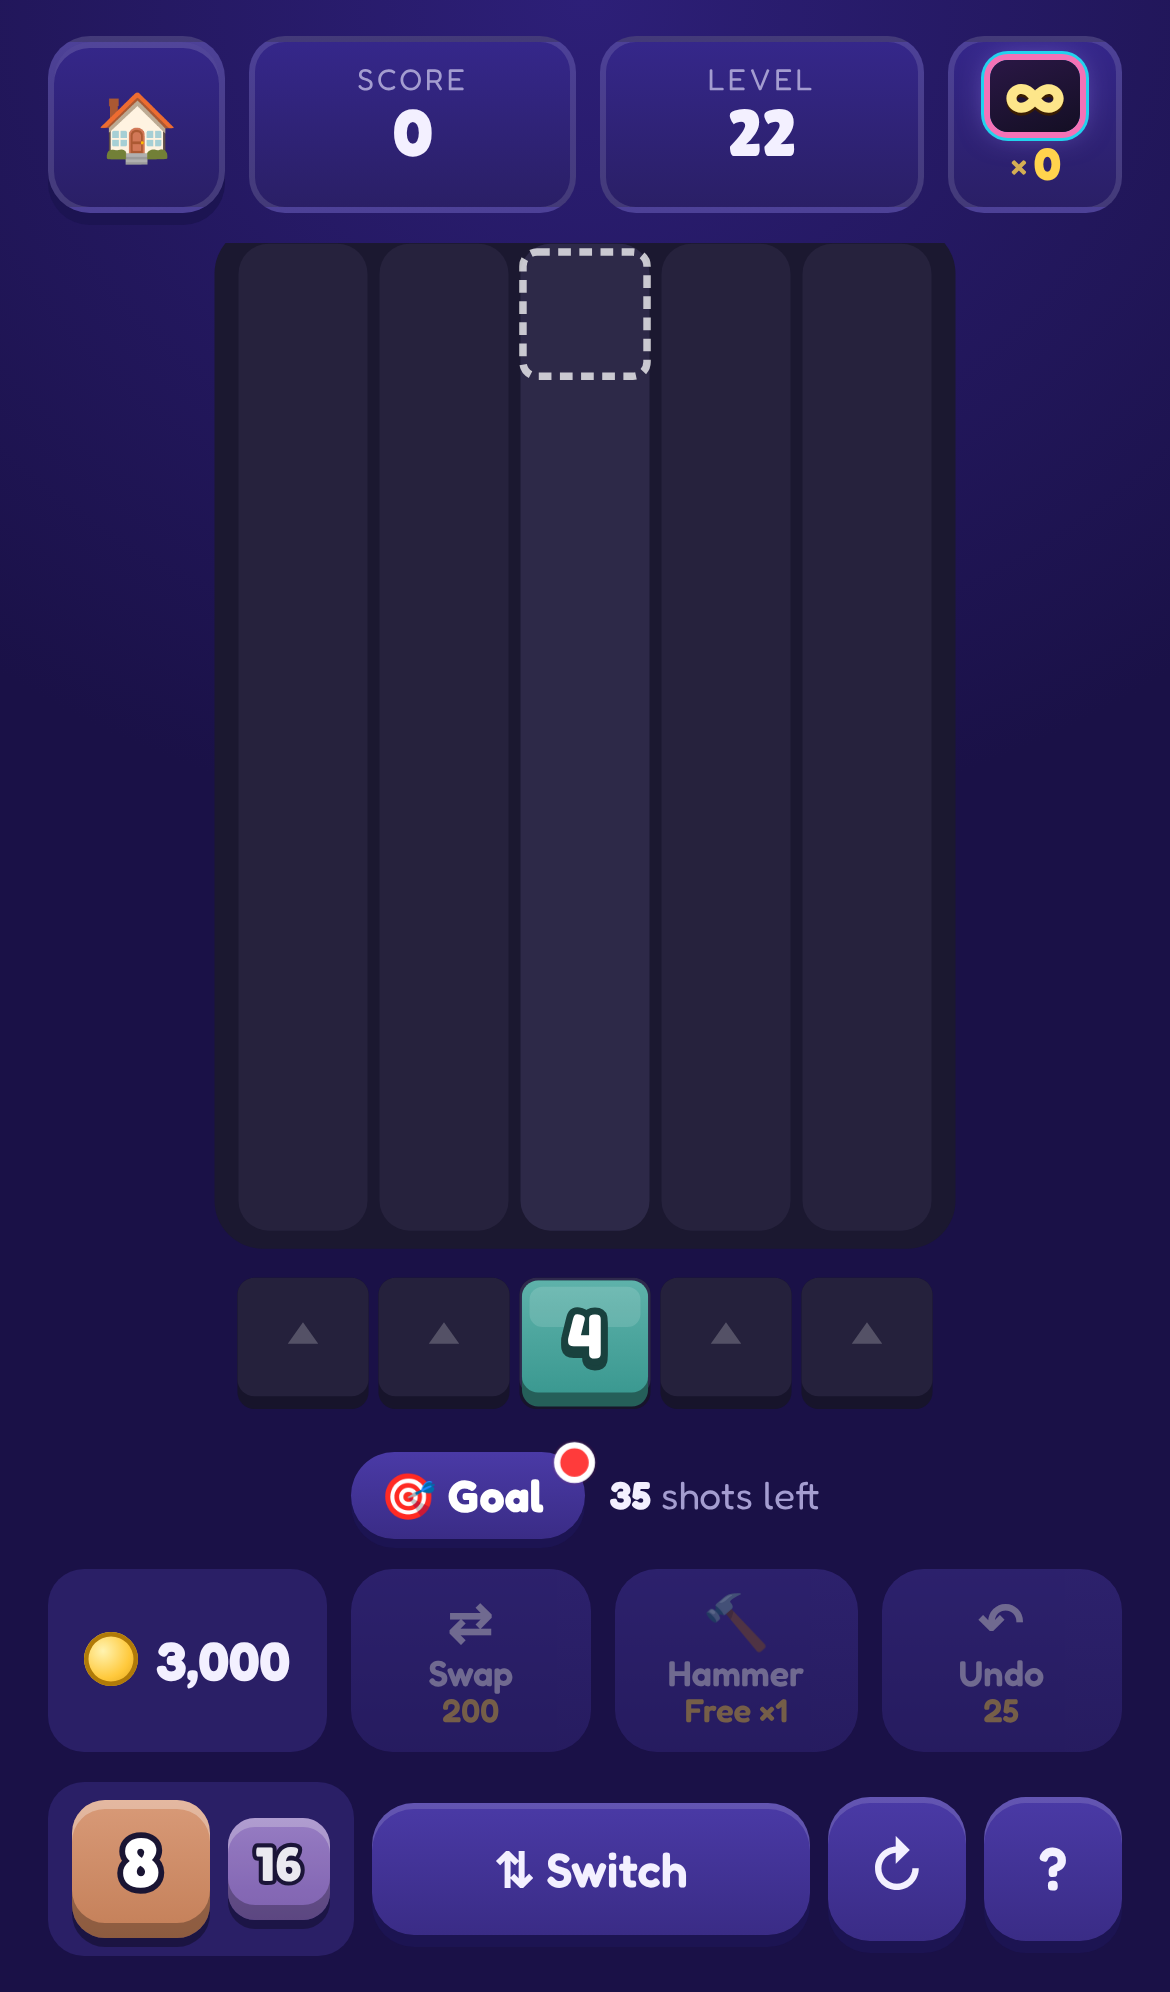 SCORE
0
LEVEL
22
∞
×0
4
🎯 Goal
35 shots left
3,000
⇄
Swap
200
Hammer
Free ×1
Undo
25
8
16
⇅ Switch
?